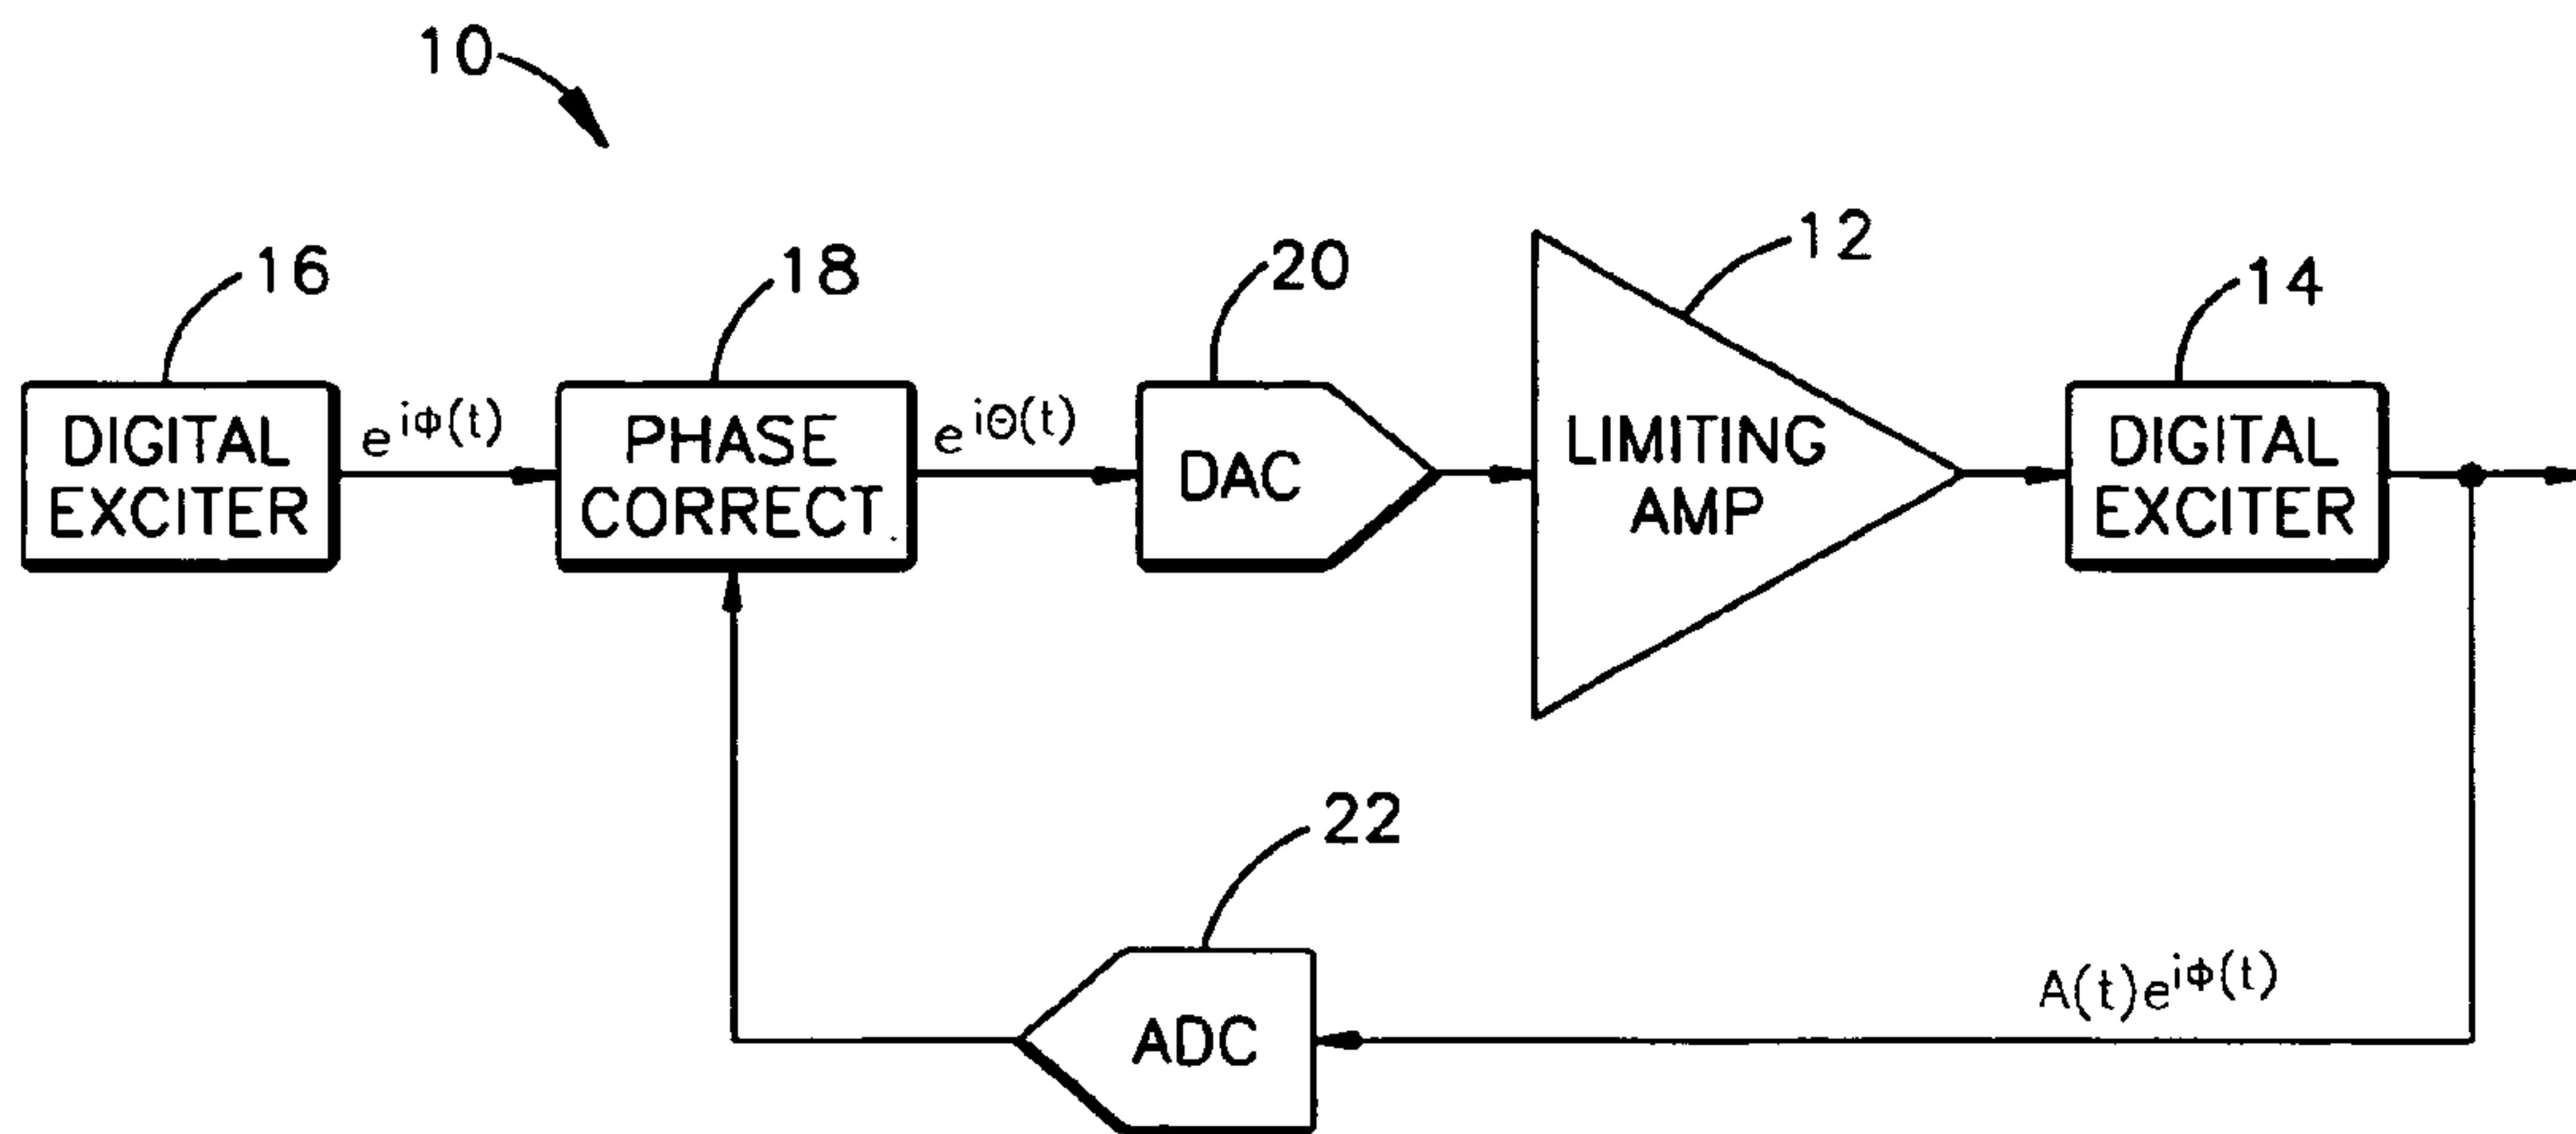 10
16
18
20
12
14
DIGITAL
EXCITER
e^{iφ(t)}
PHASE
CORRECT
e^{iΘ(t)}
DAC
LIMITING
AMP
DIGITAL
EXCITER
22
ADC
A(t)e^{iφ(t)}